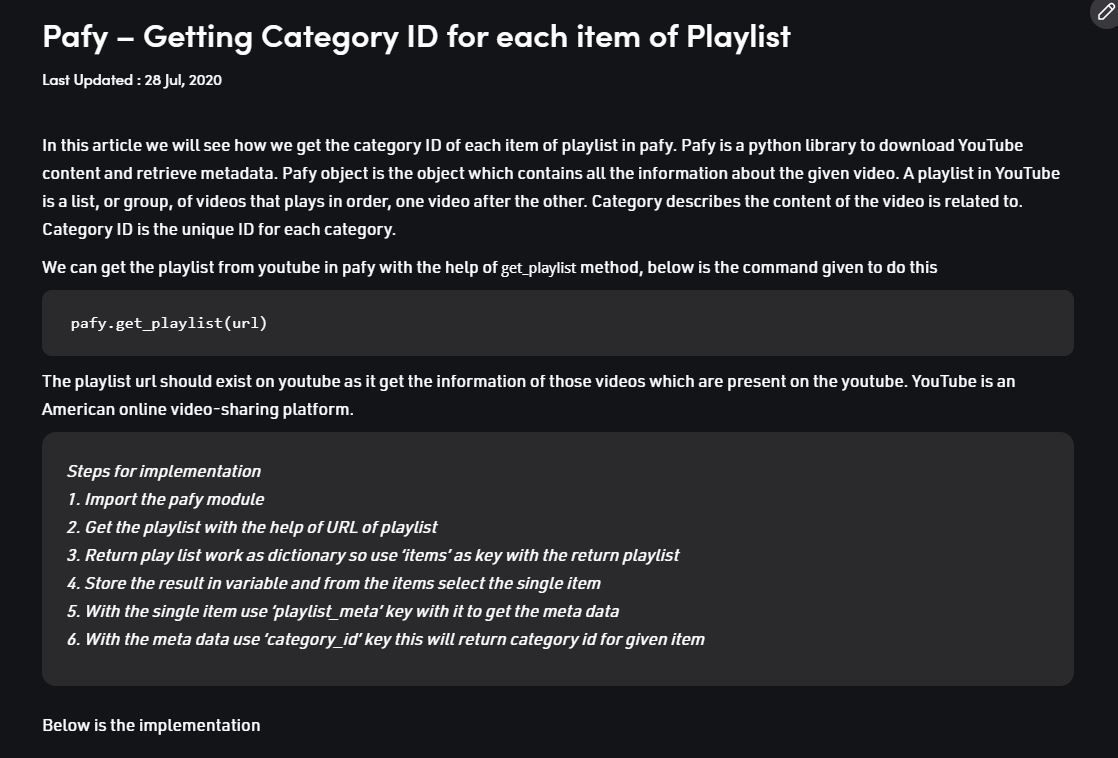 Pafy – Getting Category ID for each item of Playlist
Last Updated : 28 Jul, 2020
In this article we will see how we get the category ID of each item of playlist in pafy. Pafy is a python library to download YouTube
content and retrieve metadata. Pafy object is the object which contains all the information about the given video. A playlist in YouTube
is a list, or group, of videos that plays in order, one video after the other. Category describes the content of the video is related to.
Category ID is the unique ID for each category.
We can get the playlist from youtube in pafy with the help of get_playlist method, below is the command given to do this
pafy.get_playlist(url)
The playlist url should exist on youtube as it get the information of those videos which are present on the youtube. YouTube is an
American online video-sharing platform.
Steps for implementation
1. Import the pafy module
2. Get the playlist with the help of URL of playlist
3. Return play list work as dictionary so use ‘items’ as key with the return playlist
4. Store the result in variable and from the items select the single item
5. With the single item use ‘playlist_meta’ key with it to get the meta data
6. With the meta data use ‘category_id’ key this will return category id for given item
Below is the implementation